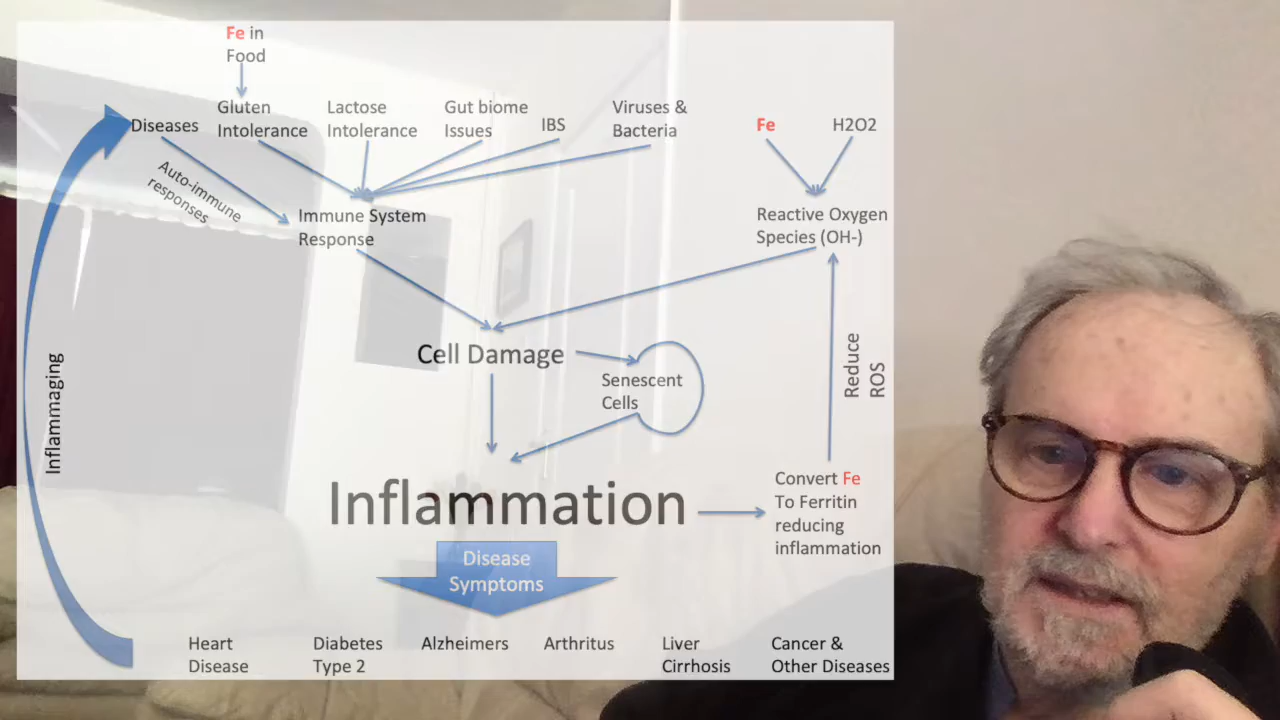 Fe in
Food
Diseases
Gluten
Intolerance
Lactose
Intolerance
Gut biome
Issues
IBS
Viruses &
Bacteria
Fe
H2O2
Auto-immune
responses
Immune System
Response
Reactive Oxygen
Species (OH-)
Cell Damage
Senescent
Cells
Reduce
ROS
Inflammaging
Inflammation
Convert Fe
To Ferritin
reducing
inflammation
Disease
Symptoms
Heart
Disease
Diabetes
Type 2
Alzheimers
Arthritus
Liver
Cirrhosis
Cancer &
Other Diseases